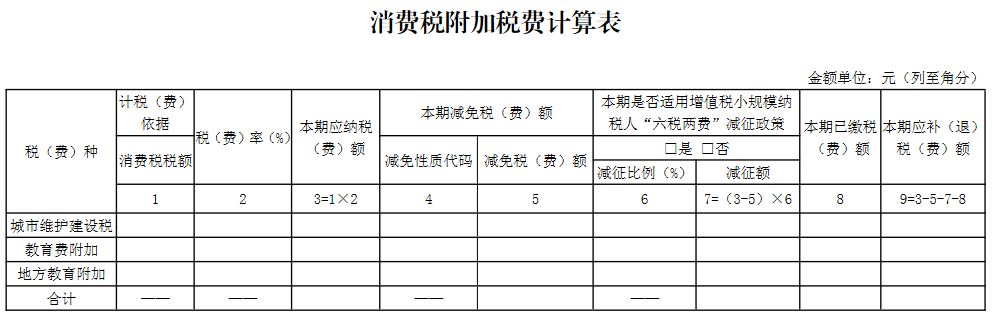 消费税附加税费计算表
金额单位：元（列至角分）
税（费）种
计税（费）
依据
消费税税额
税（费）率(%)
本期应纳税
（费）额
本期减免税（费）额
减免性质代码
减免税（费）额
本期是否适用增值税小规模纳
税人“六税两费”减征政策
□是 □否
减征比例（%）
减征额
本期已缴税
（费）额
本期应补（退）
税（费）额
1
2
3=1×2
4
5
6
7=（3-5）×6
8
9=3-5-7-8
城市维护建设税
教育费附加
地方教育附加
合计
——
——
——
——